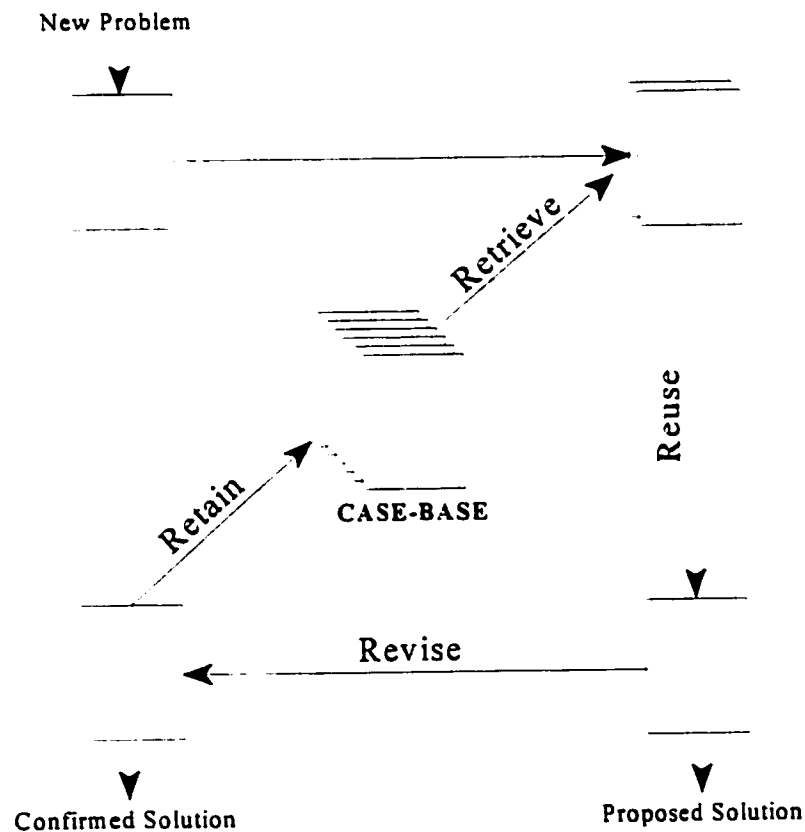 New Problem
Retrieve
Reuse
Retain
CASE-BASE
Revise
Confirmed Solution
Proposed Solution